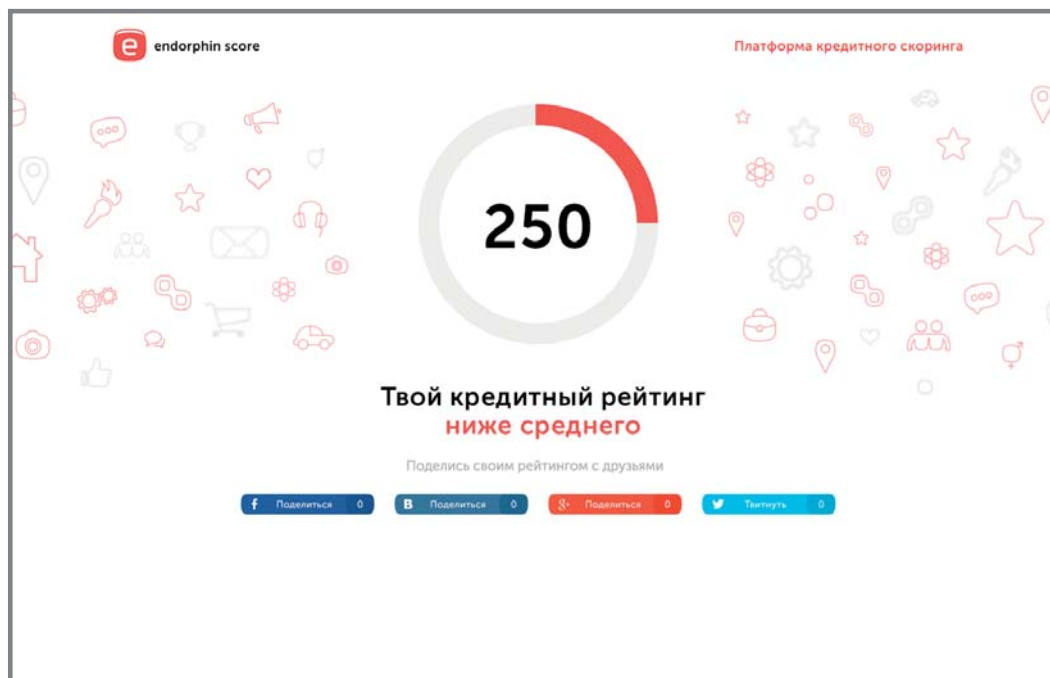 e endorphin score
Платформа кредитного скоринга
250
Твой кредитный рейтинг
ниже среднего
Поделись своим рейтингом с друзьями
f Поделиться 0
B Поделиться 0
g+ Поделиться 0
Твитнуть 0